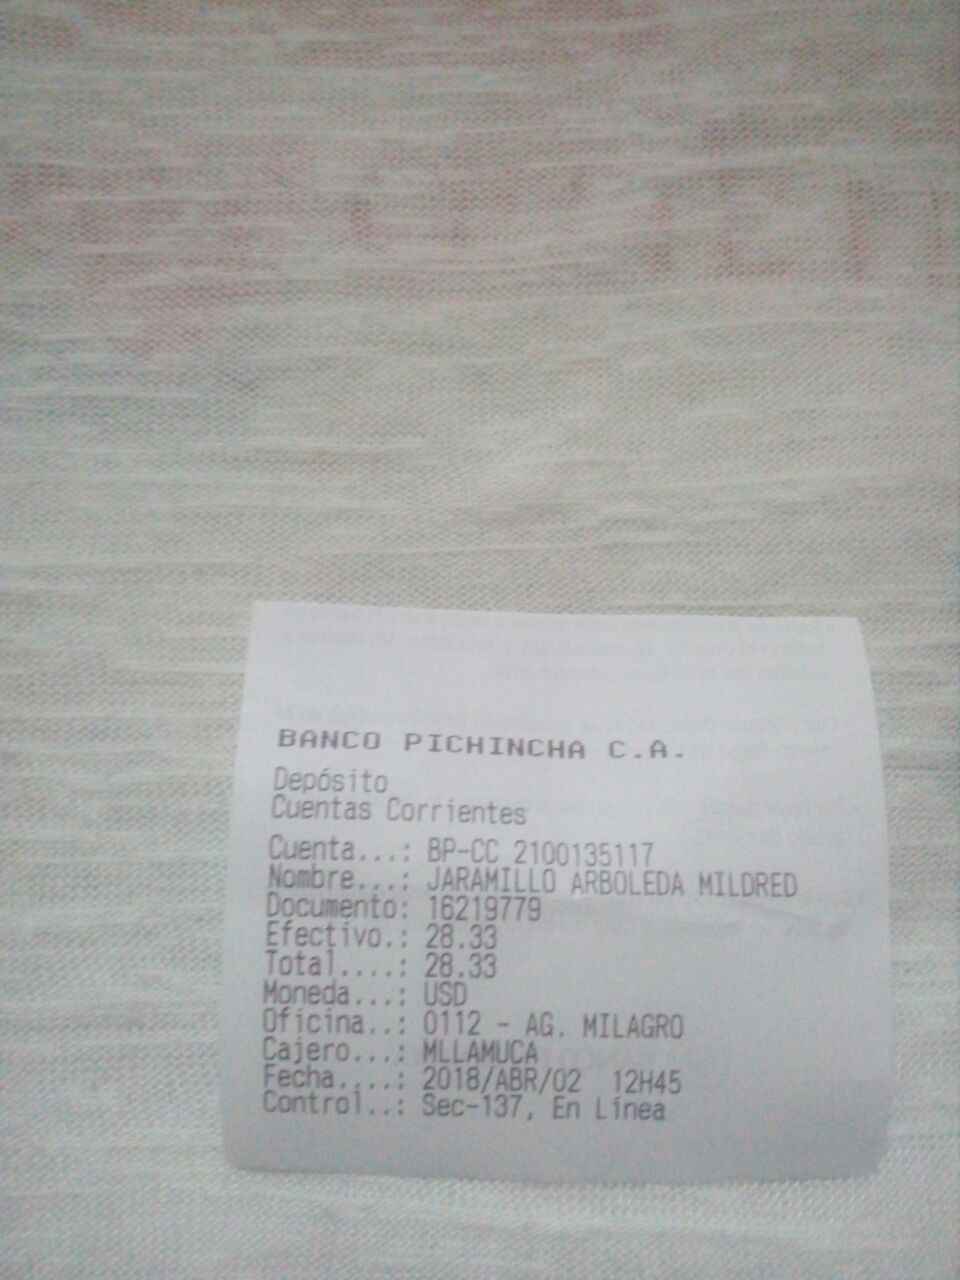 BANCO PICHINCHA C.A.
Depósito
Cuentas Corrientes
Cuenta...: BP-CC 2100135117
Nombre...: JARAMILLO ARBOLEDA MILDRED
Documento: 16219779
Efectivo.: 28.33
Total....: 28.33
Moneda...: USD
Oficina..: 0112 - AG. MILAGRO
Cajero...: MLLAMUCA
Fecha....: 2018/ABR/02 12H45
Control..: Sec-137, En Línea